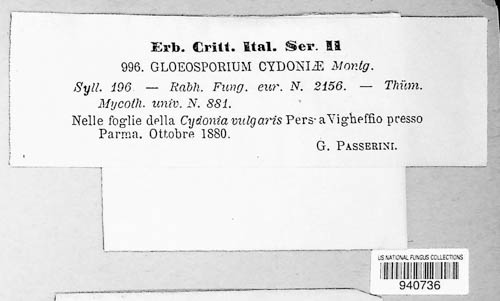 Erb. Critt. Ital. Ser. II
996. GLOEOSPORIUM CYDONIÆ Montg.
Syll. 196 — Rabh. Fung. eur. N. 2156. — Thüm.
Mycoth. univ. N. 881.
Nelle foglie della Cydonia vulgaris Pers. a Vigheffio presso
Parma. Ottobre 1880.
G. PASSERINI.
US NATIONAL FUNGUS COLLECTIONS
940736